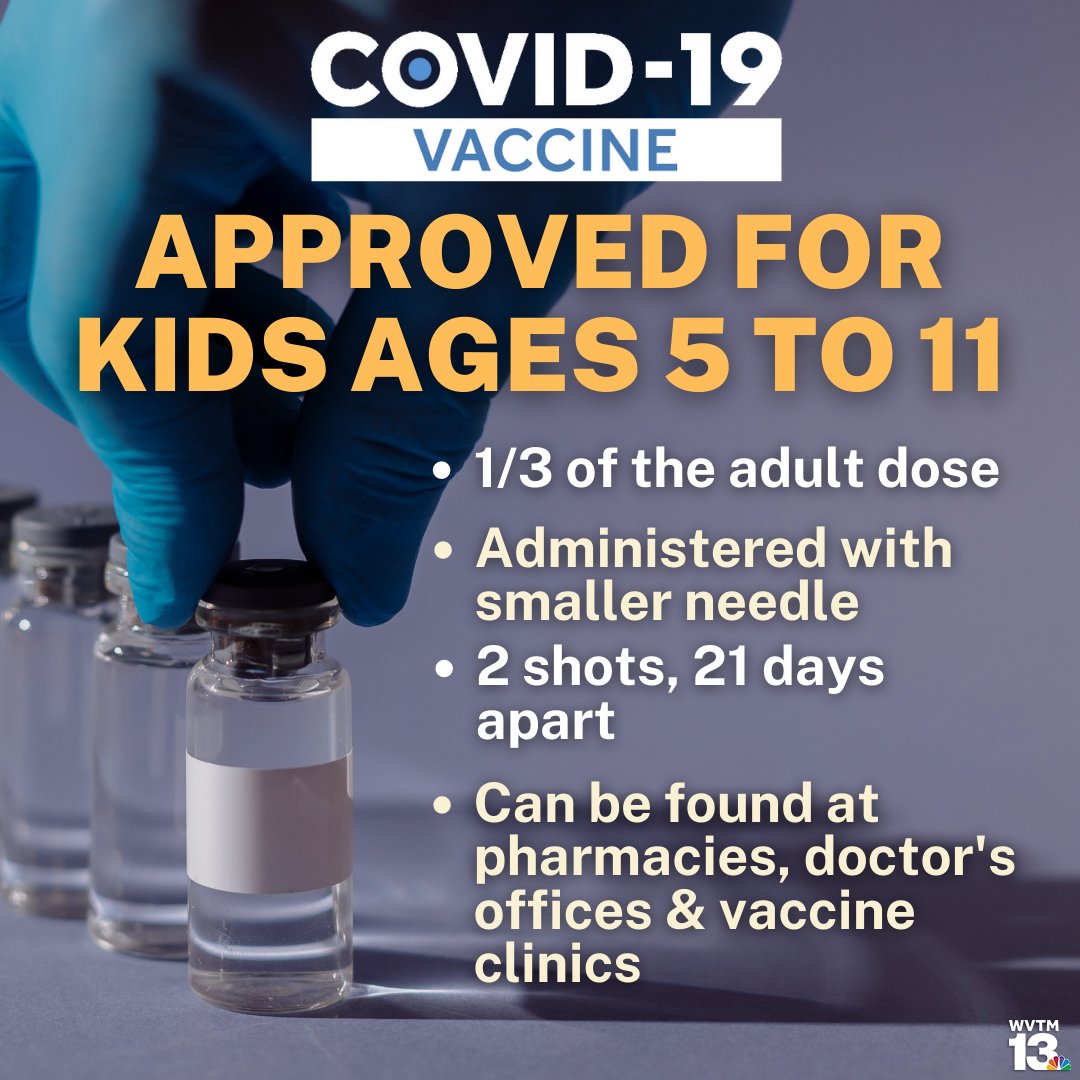 COVID-19
VACCINE
APPROVED FOR
KIDS AGES 5 TO 11
• 1/3 of the adult dose
• Administered with
smaller needle
• 2 shots, 21 days
apart
• Can be found at
pharmacies, doctor's
offices & vaccine
clinics
WVTM
13